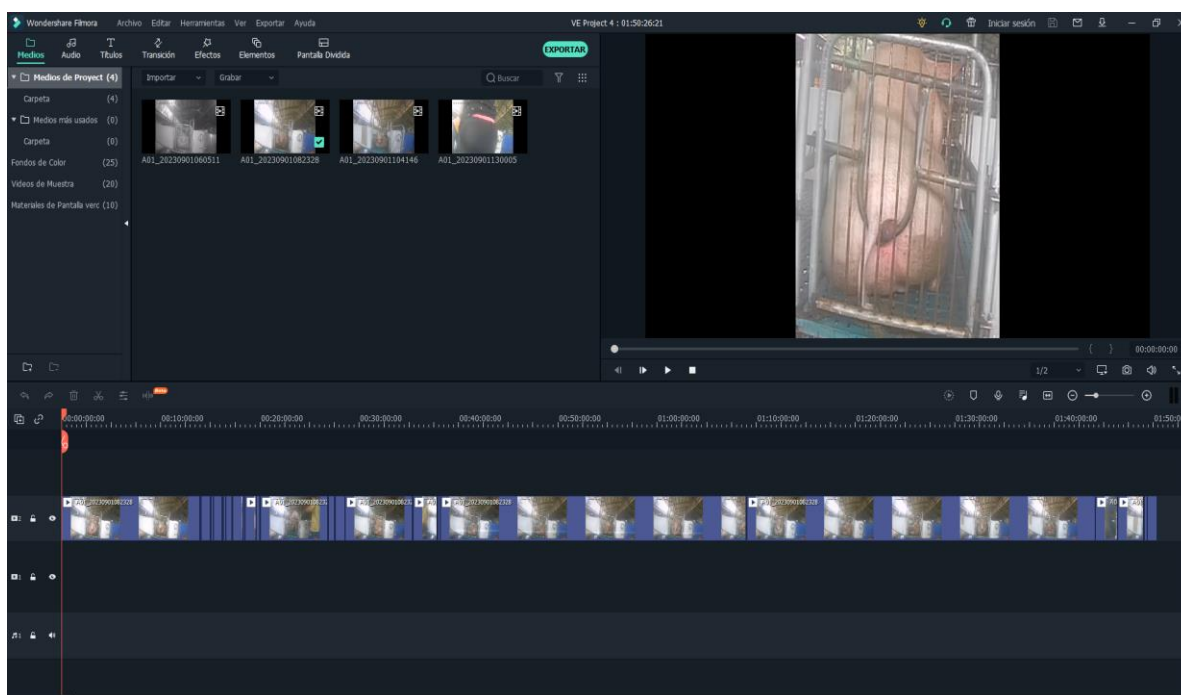 Wondershare Filmora Archivo Editar Herramientas Ver Exportar Ayuda VE Project 4 : 01:50:26:21 Iniciar sesión
Medios Audio Títulos Transición Efectos Elementos Pantalla Dividida EXPORTAR
Medios de Proyect (4) Importar Grabar Buscar
Carpeta (4)
Medios más usados (0)
Carpeta (0)
Fondos de Color (25)
Videos de Muestra (20)
Materiales de Pantalla verc (10)
A01_20230901060511 A01_20230901082328 A01_20230901104146 A01_20230901130005
00:00:00:00
1/2
00:00:00:00 00:10:00:00 00:20:00:00 00:30:00:00 00:40:00:00 00:50:00:00 01:00:00:00 01:10:00:00 01:20:00:00 01:30:00:00 01:40:00:00 01:50:0
A01_20230901082328